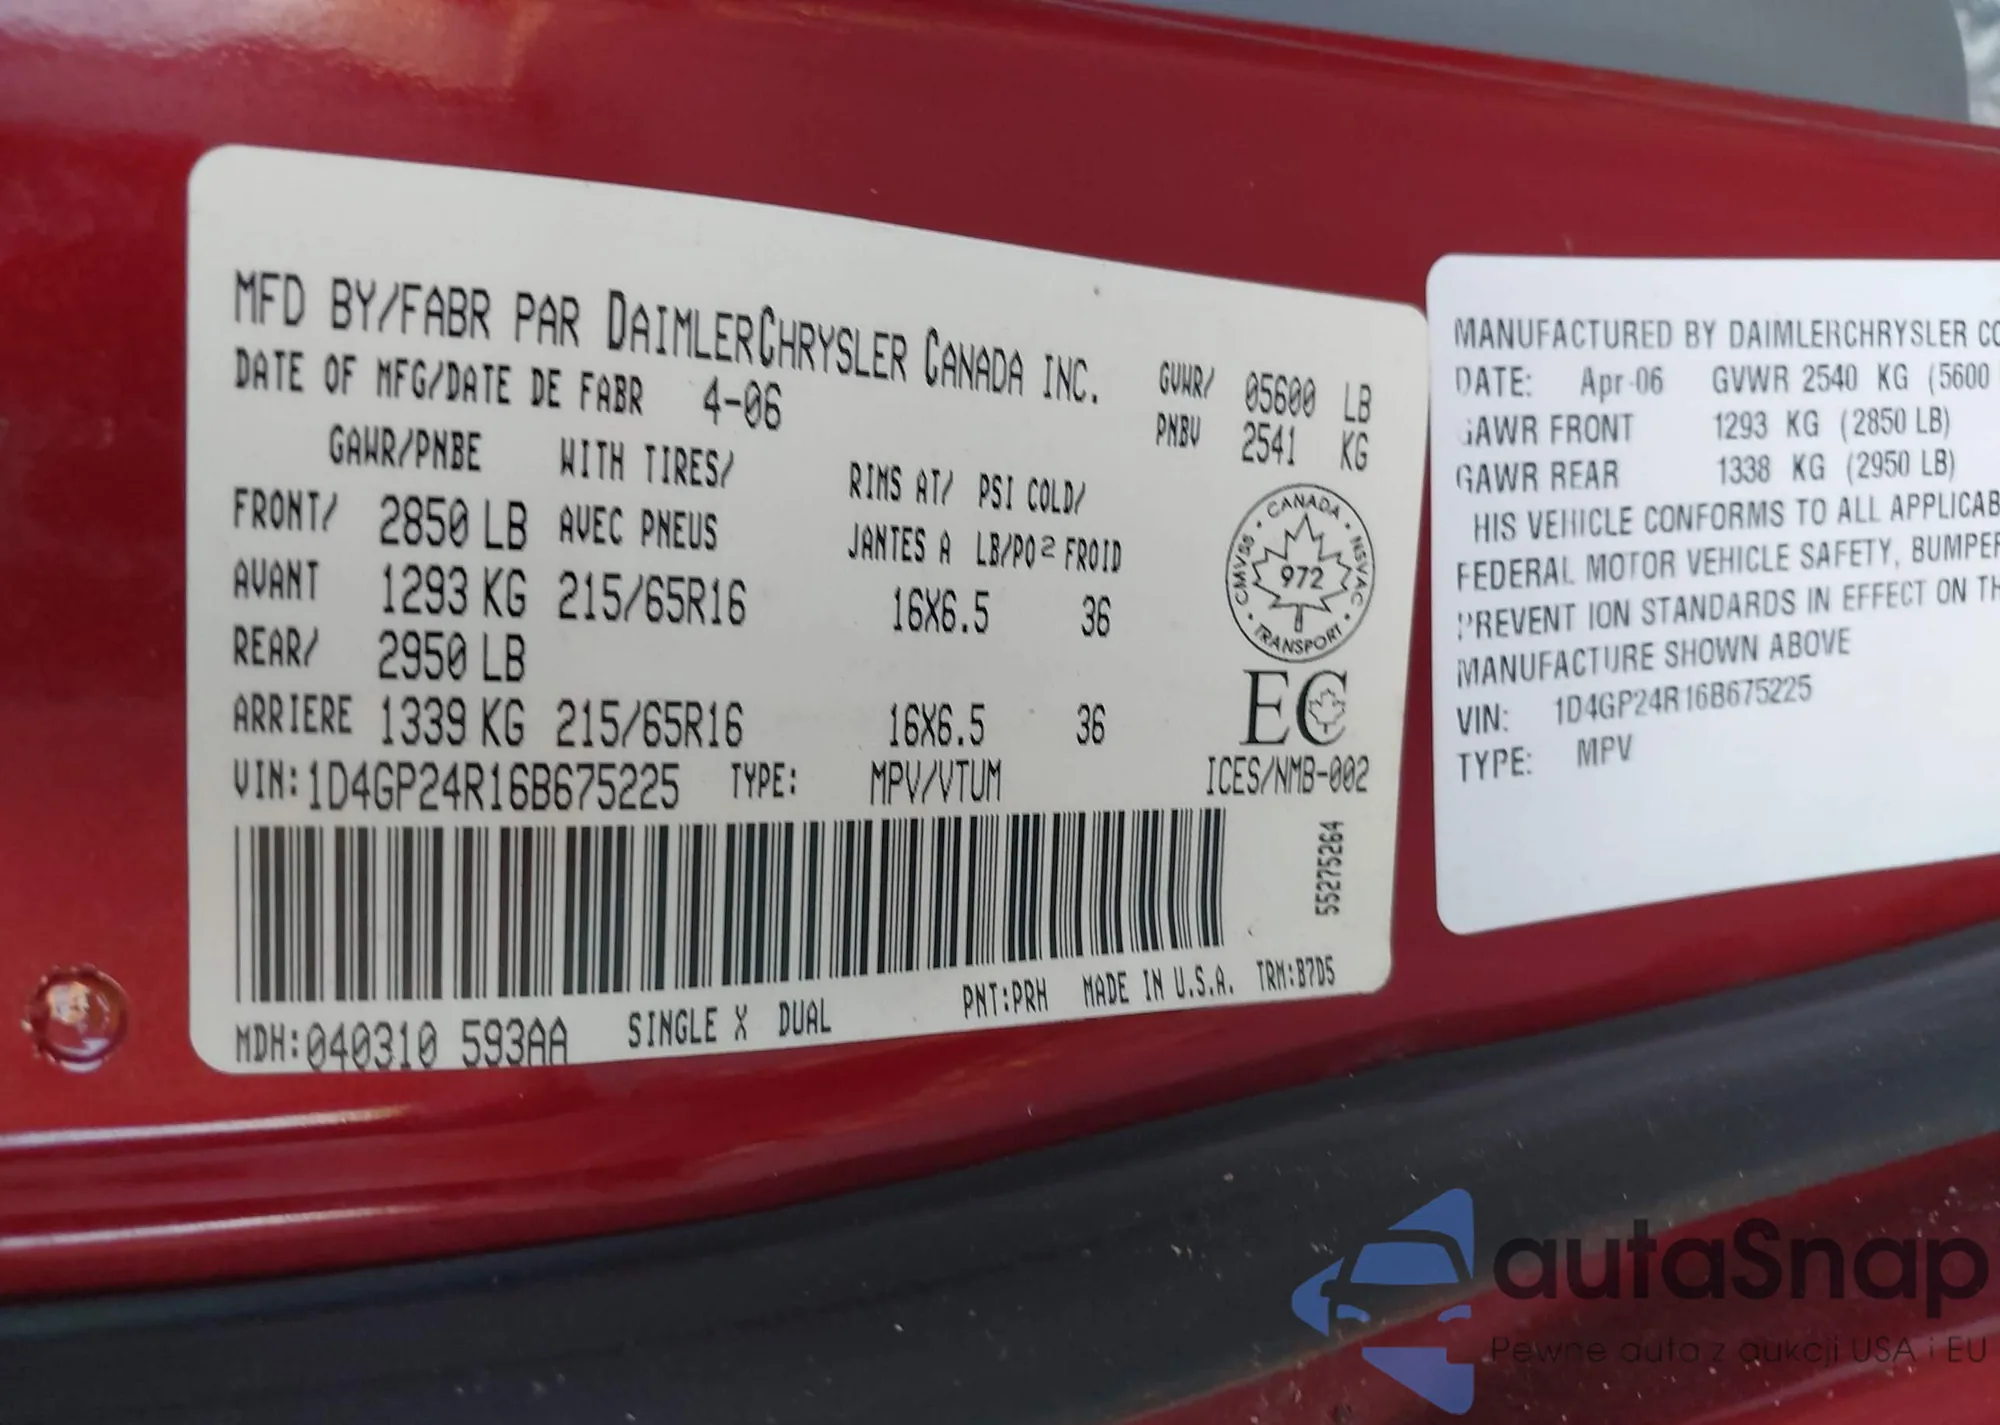 MFD BY/FABR PAR DAIMLERCHRYSLER CANADA INC.
DATE OF MFG/DATE DE FABR 4-06
GVWR/ 05600 LB
PNBV 2541 KG
GAWR/PNBE WITH TIRES/ RIMS AT/ PSI COLD/
FRONT/ 2850 LB AVEC PNEUS JANTES A LB/PO² FROID
AVANT 1293 KG 215/65R16 16X6.5 36
REAR/ 2950 LB
ARRIERE 1339 KG 215/65R16 16X6.5 36
CANADA
CMVSS NSVAC
972
TRANSPORT
EC
VIN:1D4GP24R16B675225 TYPE: MPV/VTUM ICES/NMB-002
55275264
MDH:040310 593AA SINGLE X DUAL PNT:PRH MADE IN U.S.A. TRM:B7D5
MANUFACTURED BY DAIMLERCHRYSLER CO
DATE: Apr-06 GVWR 2540 KG (5600
GAWR FRONT 1293 KG (2850 LB)
GAWR REAR 1338 KG (2950 LB)
HIS VEHICLE CONFORMS TO ALL APPLICAB
FEDERAL MOTOR VEHICLE SAFETY, BUMPER
PREVENT ION STANDARDS IN EFFECT ON TH
MANUFACTURE SHOWN ABOVE
VIN: 1D4GP24R16B675225
TYPE: MPV
autaSnap
Pewne auta z aukcji USA i EU